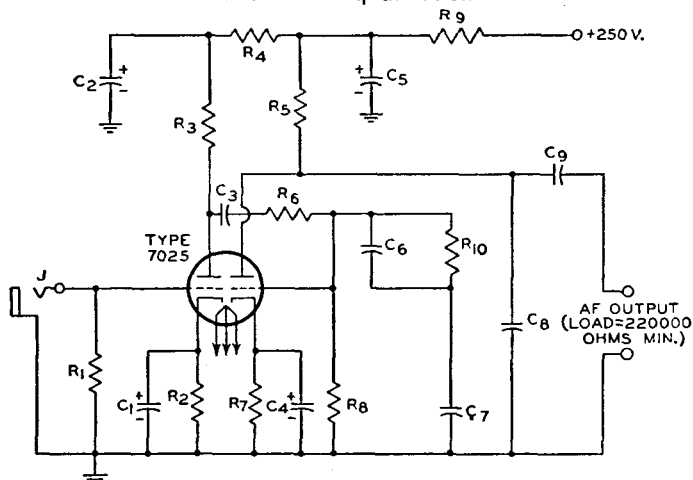 R9
+250 V.
R4
C2
+
-
+
-
C5
R3
R5
C9
C3
R6
TYPE
7025
C6
R10
J
C8
AF OUTPUT
(LOAD=220000
OHMS MIN.)
R1
C1
+
-
R2
R7
C4
+
-
R8
C7